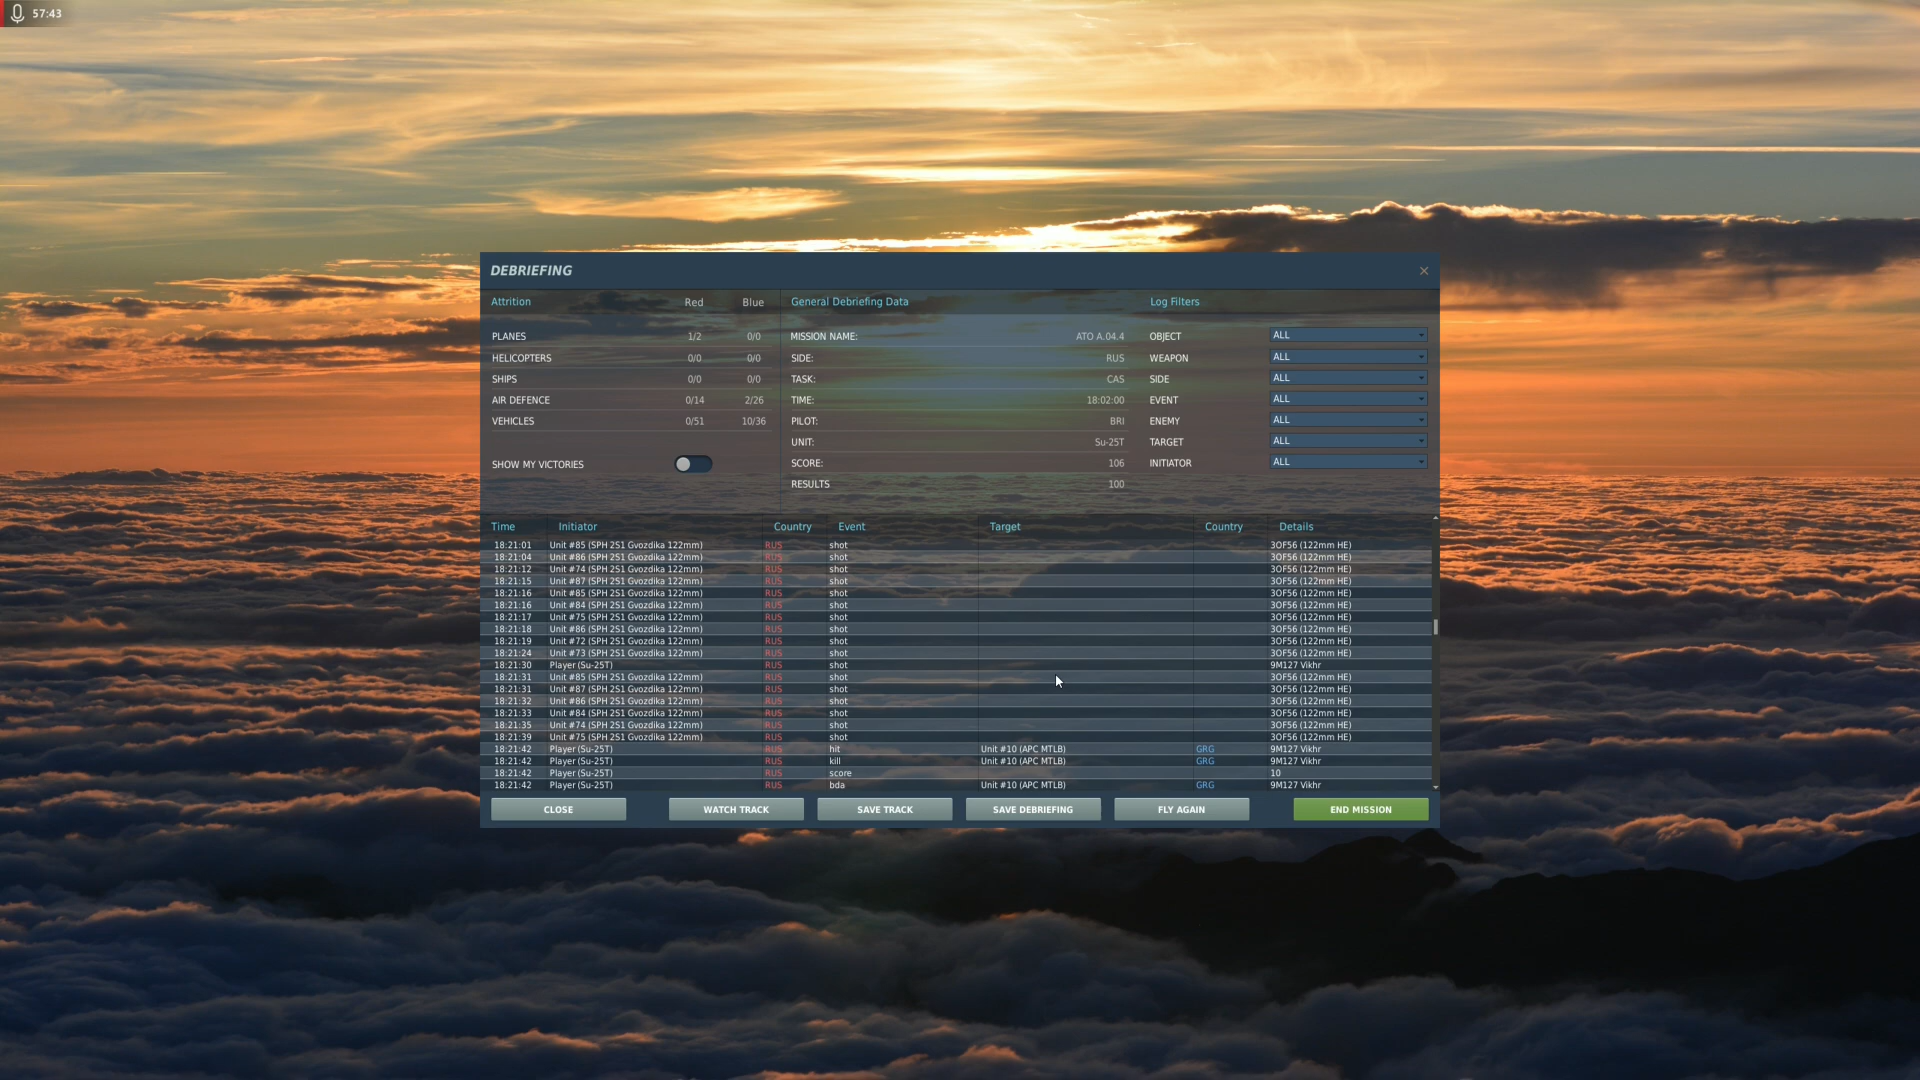 57:43
DEBRIEFING
Attrition Red Blue General Debriefing Data Log Filters
PLANES 1/2 0/0 MISSION NAME: ATO A.04.4 OBJECT ALL
HELICOPTERS 0/0 0/0 SIDE: RUS WEAPON ALL
SHIPS 0/0 0/0 TASK: CAS SIDE ALL
AIR DEFENCE 0/14 2/26 TIME: 18:02:00 EVENT ALL
VEHICLES 0/51 10/36 PILOT: BRI ENEMY ALL
UNIT: Su-25T TARGET ALL
SHOW MY VICTORIES SCORE: 106 INITIATOR ALL
RESULTS 100
Time Initiator Country Event Target Country Details
18:21:01 Unit #85 (SPH 2S1 Gvozdika 122mm) RUS shot 3OF56 (122mm HE)
18:21:04 Unit #86 (SPH 2S1 Gvozdika 122mm) RUS shot 3OF56 (122mm HE)
18:21:12 Unit #74 (SPH 2S1 Gvozdika 122mm) RUS shot 3OF56 (122mm HE)
18:21:15 Unit #87 (SPH 2S1 Gvozdika 122mm) RUS shot 3OF56 (122mm HE)
18:21:16 Unit #85 (SPH 2S1 Gvozdika 122mm) RUS shot 3OF56 (122mm HE)
18:21:16 Unit #84 (SPH 2S1 Gvozdika 122mm) RUS shot 3OF56 (122mm HE)
18:21:17 Unit #75 (SPH 2S1 Gvozdika 122mm) RUS shot 3OF56 (122mm HE)
18:21:18 Unit #86 (SPH 2S1 Gvozdika 122mm) RUS shot 3OF56 (122mm HE)
18:21:19 Unit #72 (SPH 2S1 Gvozdika 122mm) RUS shot 3OF56 (122mm HE)
18:21:24 Unit #73 (SPH 2S1 Gvozdika 122mm) RUS shot 3OF56 (122mm HE)
18:21:30 Player (Su-25T) RUS shot 9M127 Vikhr
18:21:31 Unit #85 (SPH 2S1 Gvozdika 122mm) RUS shot 3OF56 (122mm HE)
18:21:31 Unit #87 (SPH 2S1 Gvozdika 122mm) RUS shot 3OF56 (122mm HE)
18:21:32 Unit #86 (SPH 2S1 Gvozdika 122mm) RUS shot 3OF56 (122mm HE)
18:21:33 Unit #84 (SPH 2S1 Gvozdika 122mm) RUS shot 3OF56 (122mm HE)
18:21:35 Unit #74 (SPH 2S1 Gvozdika 122mm) RUS shot 3OF56 (122mm HE)
18:21:39 Unit #75 (SPH 2S1 Gvozdika 122mm) RUS shot 3OF56 (122mm HE)
18:21:42 Player (Su-25T) RUS hit Unit #10 (APC MTLB) GRG 9M127 Vikhr
18:21:42 Player (Su-25T) RUS kill Unit #10 (APC MTLB) GRG 9M127 Vikhr
18:21:42 Player (Su-25T) RUS score 10
18:21:42 Player (Su-25T) RUS bda Unit #10 (APC MTLB) GRG 9M127 Vikhr
CLOSE WATCH TRACK SAVE TRACK SAVE DEBRIEFING FLY AGAIN END MISSION